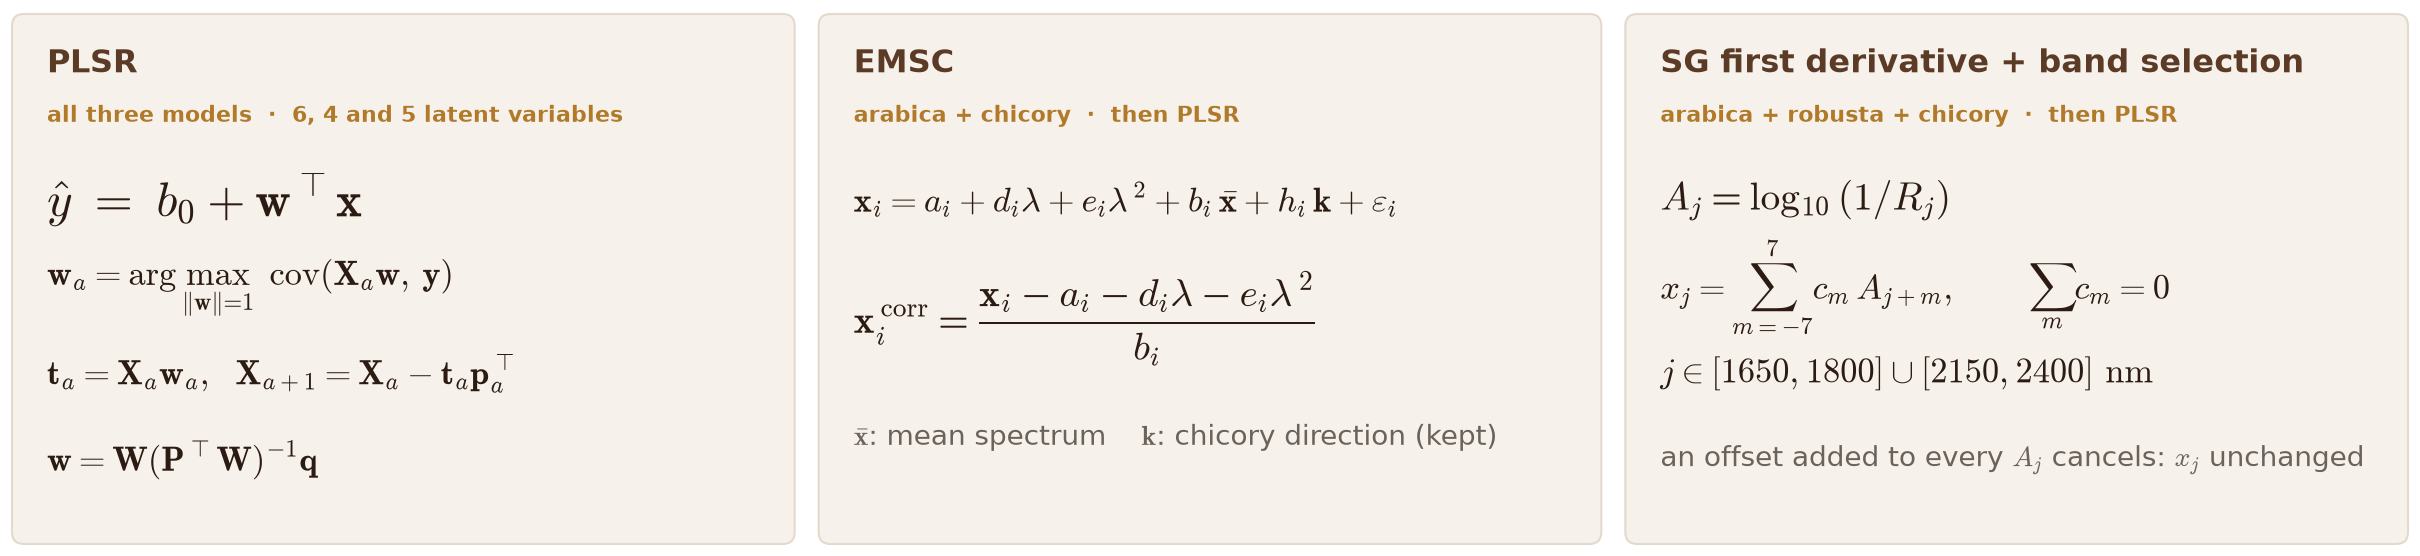 PLSR
all three models · 6, 4 and 5 latent variables
ŷ = b₀ + w^⊤ x
w_a = arg max_{‖w‖=1} cov(X_a w, y)
t_a = X_a w_a, X_{a+1} = X_a − t_a p_a^⊤
w = W(P^⊤ W)^{−1} q
EMSC
arabica + chicory · then PLSR
x_i = a_i + d_i λ + e_i λ² + b_i x̄ + h_i k + ε_i
x_i^{corr} = (x_i − a_i − d_i λ − e_i λ²) / b_i
x̄: mean spectrum k: chicory direction (kept)
SG first derivative + band selection
arabica + robusta + chicory · then PLSR
A_j = log₁₀ (1/R_j)
x_j = ∑_{m=−7}^{7} c_m A_{j+m}, ∑_m c_m = 0
j ∈ [1650, 1800] ∪ [2150, 2400] nm
an offset added to every A_j cancels: x_j unchanged